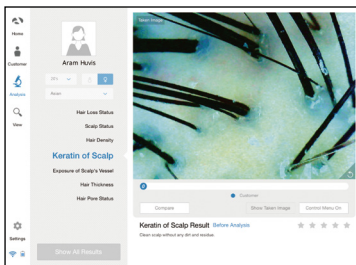 Taken Image
Home
Customer
Analysis
View
Settings
Aram Huvis
Asian
Hair Loss Status
Scalp Status
Hair Density
Keratin of Scalp
Exposure of Scalp's Vessel
Hair Thickness
Hair Pore Status
Show All Results
Customer
Compare
Show Taken Image
Control Menu On
Keratin of Scalp Result Before Analysis
Clean scalp without any dirt and residue.